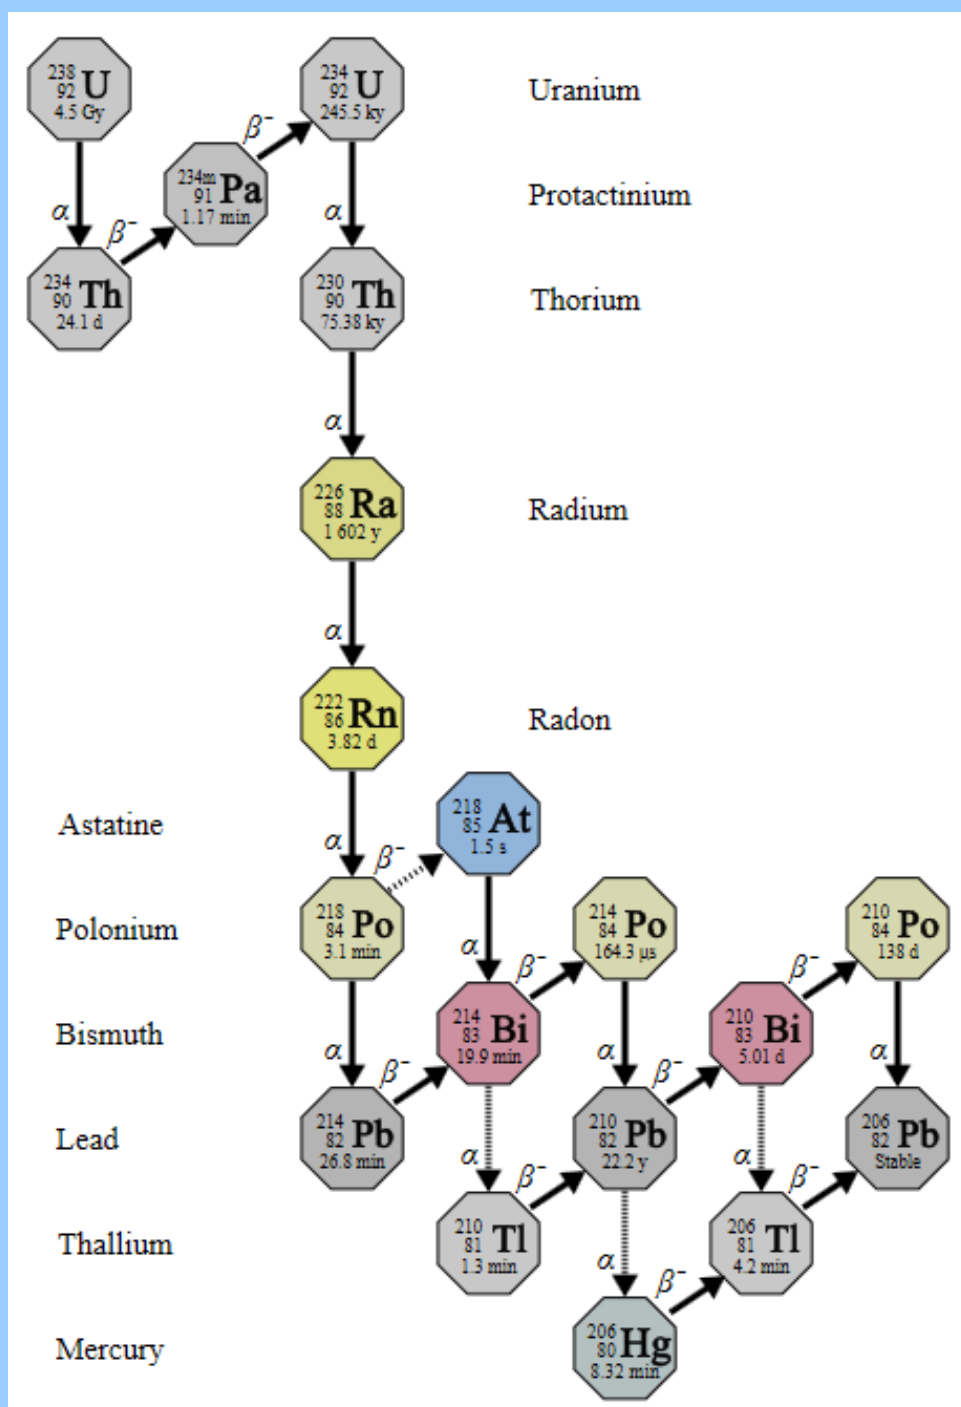 238
92 U
4.5 Gy
234
92 U
245.5 ky
Uranium
β⁻
234m
91 Pa
1.17 min
Protactinium
α
β⁻
α
234
90 Th
24.1 d
230
90 Th
75.38 ky
Thorium
α
226
88 Ra
1 602 y
Radium
α
222
86 Rn
3.82 d
Radon
Astatine
218
85 At
1.5 s
α
β⁻
Polonium
218
84 Po
3.1 min
214
84 Po
164.3 µs
210
84 Po
138 d
α
β⁻
β⁻
Bismuth
214
83 Bi
19.9 min
210
83 Bi
5.01 d
α
β⁻
α
β⁻
α
Lead
214
82 Pb
26.8 min
210
82 Pb
22.2 y
206
82 Pb
Stable
α
β⁻
α
β⁻
Thallium
210
81 Tl
1.3 min
206
81 Tl
4.2 min
α
β⁻
Mercury
206
80 Hg
8.32 min